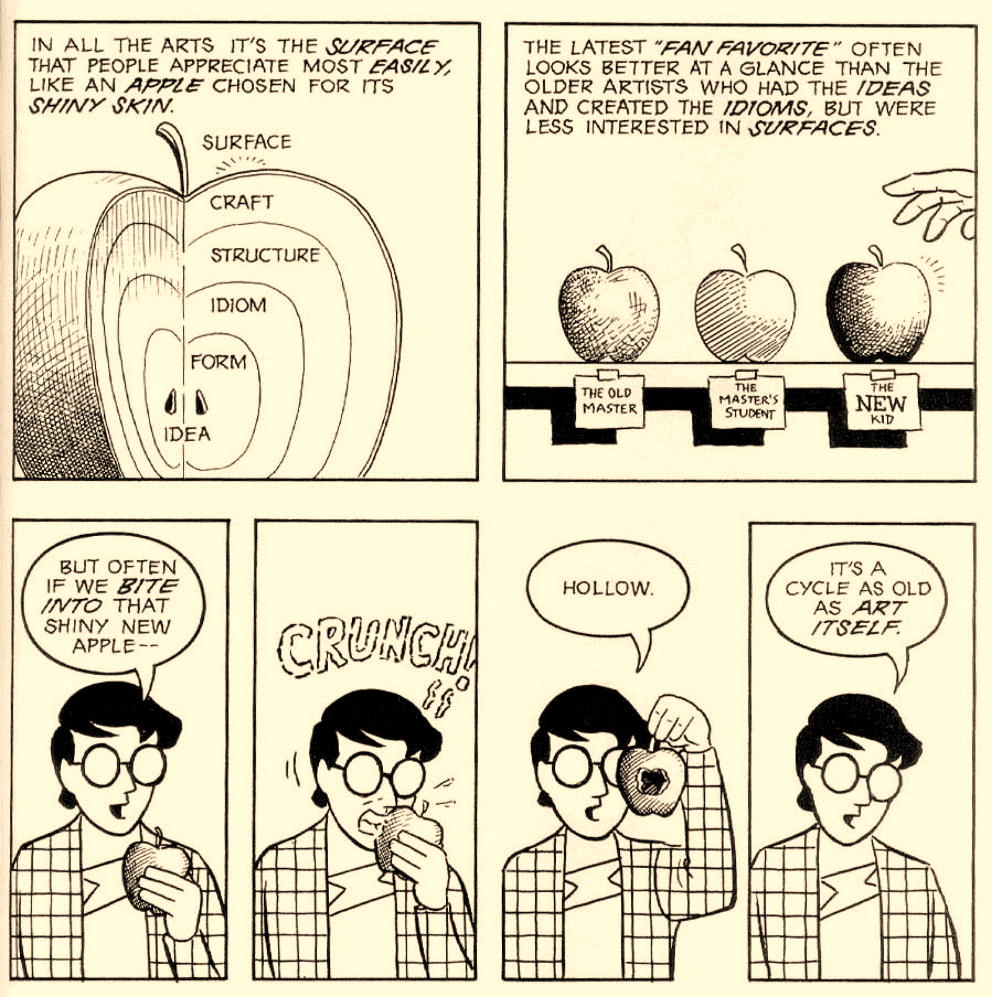 IN ALL THE ARTS IT'S THE SURFACE
THAT PEOPLE APPRECIATE MOST EASILY,
LIKE AN APPLE CHOSEN FOR ITS
SHINY SKIN.
SURFACE
CRAFT
STRUCTURE
IDIOM
FORM
IDEA
THE LATEST "FAN FAVORITE" OFTEN
LOOKS BETTER AT A GLANCE THAN THE
OLDER ARTISTS WHO HAD THE IDEAS
AND CREATED THE IDIOMS, BUT WERE
LESS INTERESTED IN SURFACES.
THE OLD
MASTER
THE
MASTER'S
STUDENT
THE
NEW
KID
BUT OFTEN
IF WE BITE
INTO THAT
SHINY NEW
APPLE--
CRUNCH!
HOLLOW.
IT'S A
CYCLE AS OLD
AS ART
ITSELF.